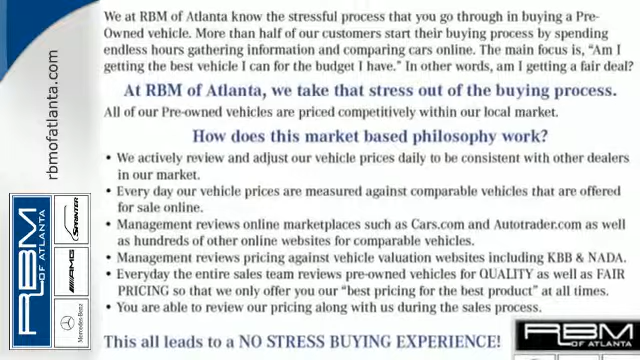 We at RBM of Atlanta know the stressful process that you go through in buying a Pre-
Owned vehicle. More than half of our customers start their buying process by spending
endless hours gathering information and comparing cars online. The main focus is, “Am I
getting the best vehicle I can for the budget I have.” In other words, am I getting a fair deal?
At RBM of Atlanta, we take that stress out of the buying process.
All of our Pre-owned vehicles are priced competitively within our local market.
How does this market based philosophy work?
• We actively review and adjust our vehicle prices daily to be consistent with other dealers
in our market.
• Every day our vehicle prices are measured against comparable vehicles that are offered
for sale online.
• Management reviews online marketplaces such as Cars.com and Autotrader.com as well
as hundreds of other online websites for comparable vehicles.
• Management reviews pricing against vehicle valuation websites including KBB & NADA.
• Everyday the entire sales team reviews pre-owned vehicles for QUALITY as well as FAIR
PRICING so that we only offer you our “best pricing for the best product” at all times.
• You are able to review our pricing along with us during the sales process.
This all leads to a NO STRESS BUYING EXPERIENCE!
rbmofatlanta.com
RBM
OF ATLANTA
SPRINTER
AMG
Mercedes-Benz
RBM
OF ATLANTA